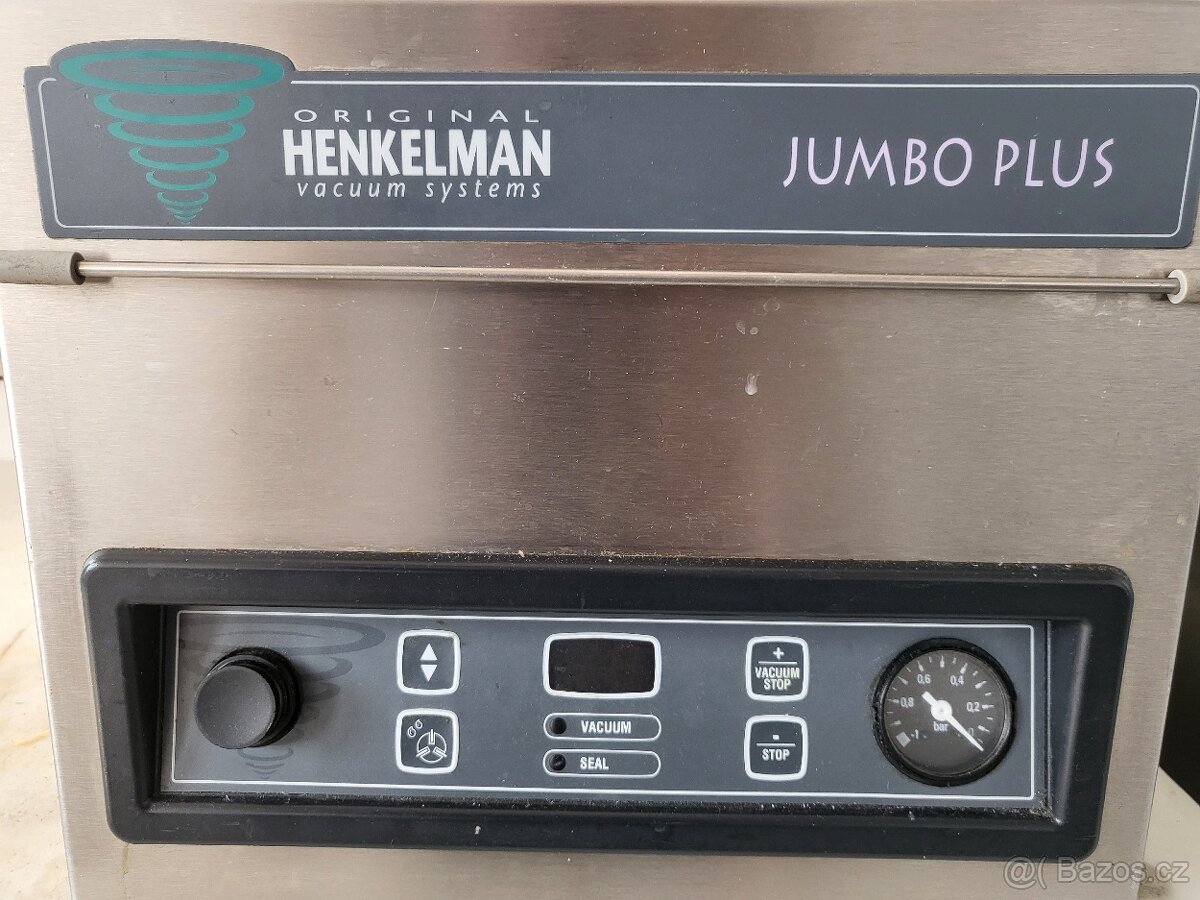 ORIGINAL
HENKELMAN
vacuum systems
JUMBO PLUS
+
VACUUM
STOP
VACUUM
SEAL
-
STOP
0,6 0,4
0,8 0,2
-1 bar 0
@( Bazos.cz